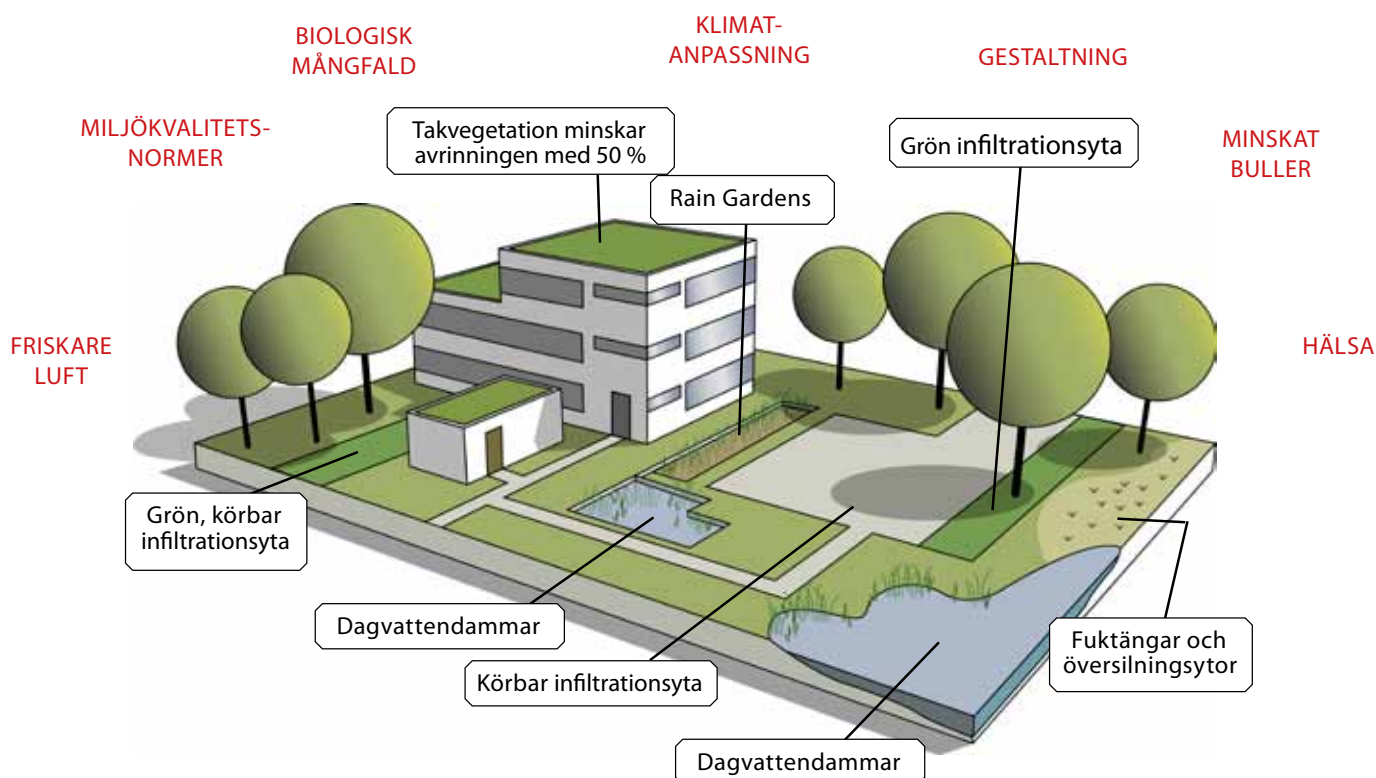 KLIMAT-
ANPASSNING
BIOLOGISK
MÅNGFALD
GESTALTNING
MILJÖKVALITETS-
NORMER
Takvegetation minskar
avrinningen med 50 %
Grön infiltrationsyta
MINSKAT
BULLER
Rain Gardens
FRISKARE
LUFT
HÄLSA
Grön, körbar
infiltrationsyta
Dagvattendammar
Fuktängar och
översilningsytor
Körbar infiltrationsyta
Dagvattendammar